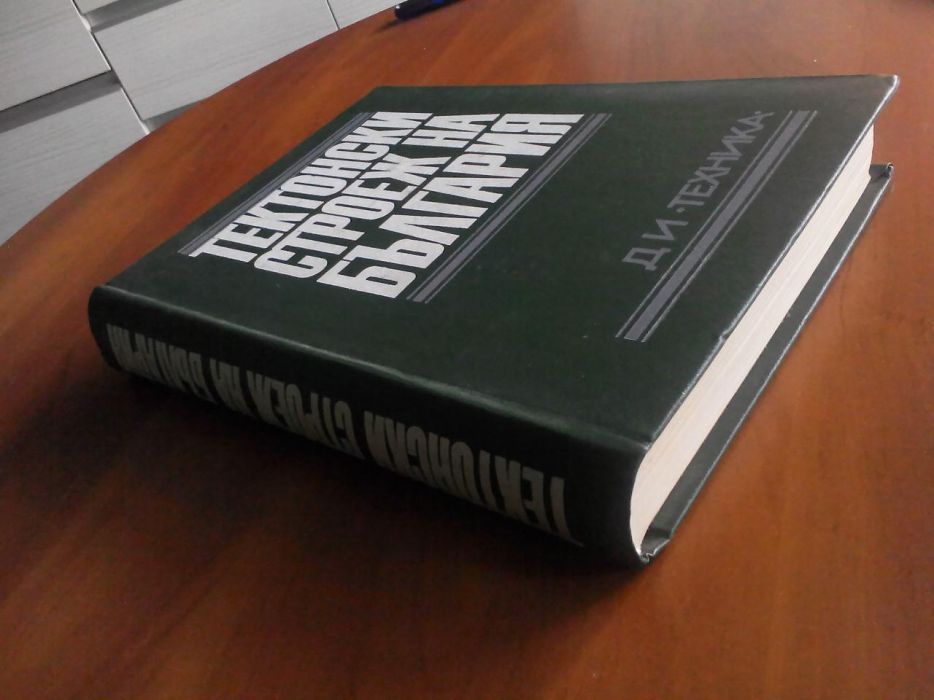 ТЕКТОНСКИ
СТРОЕЖ НА
БЪЛГАРИЯ
Д И •ТЕХНИКА•
ТЕКТОНСКИ СТРОЕЖ НА БЪЛГАРИЯ